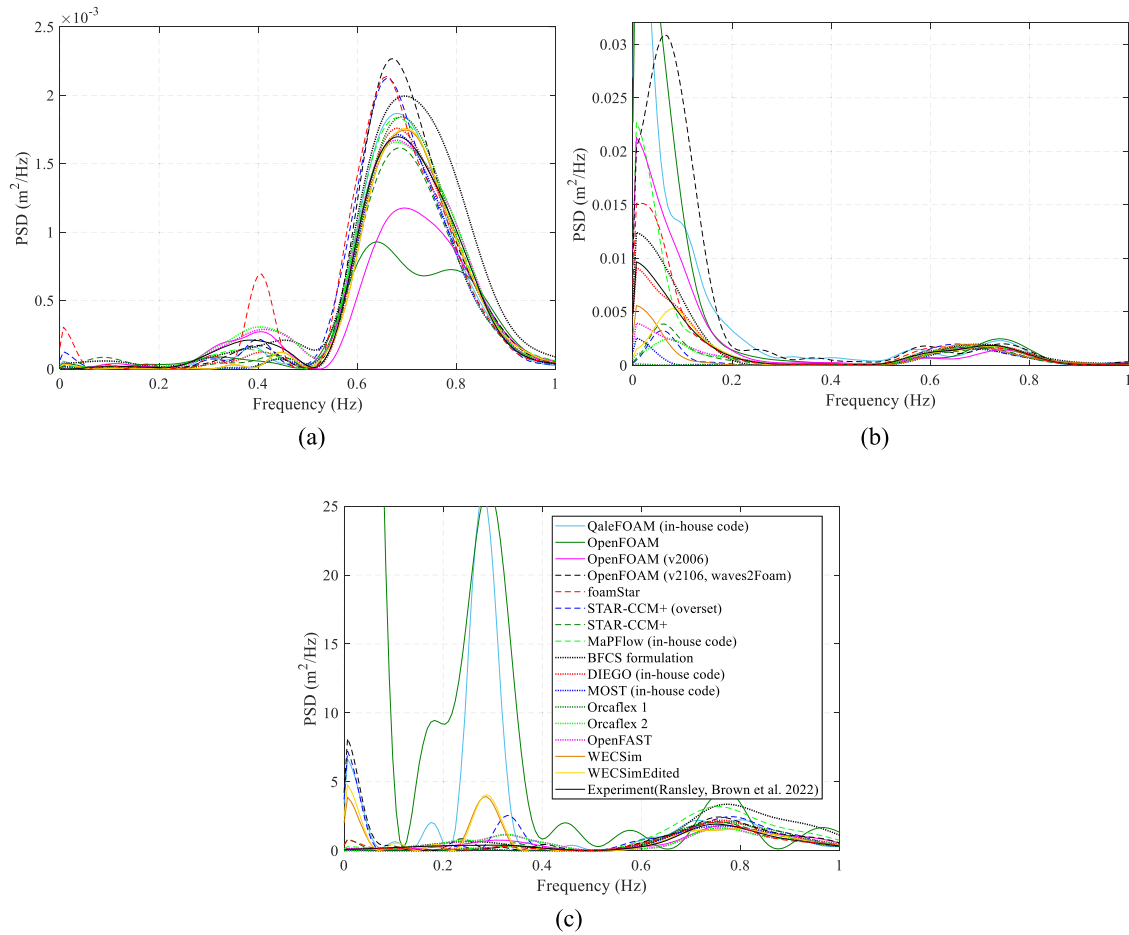 ×10⁻³
2.5
2
1.5
1
0.5
0
PSD (m²/Hz)
0 0.2 0.4 0.6 0.8 1
Frequency (Hz)
(a)
0.03
0.025
0.02
0.015
0.01
0.005
0
PSD (m²/Hz)
0 0.2 0.4 0.6 0.8 1
Frequency (Hz)
(b)
25
20
15
10
5
0
PSD (m²/Hz)
QaleFOAM (in-house code)
OpenFOAM
OpenFOAM (v2006)
OpenFOAM (v2106, waves2Foam)
foamStar
STAR-CCM+ (overset)
STAR-CCM+
MaPFlow (in-house code)
BFCS formulation
DIEGO (in-house code)
MOST (in-house code)
Orcaflex 1
Orcaflex 2
OpenFAST
WECSim
WECSimEdited
Experiment(Ransley, Brown et al. 2022)
0 0.2 0.4 0.6 0.8 1
Frequency (Hz)
(c)